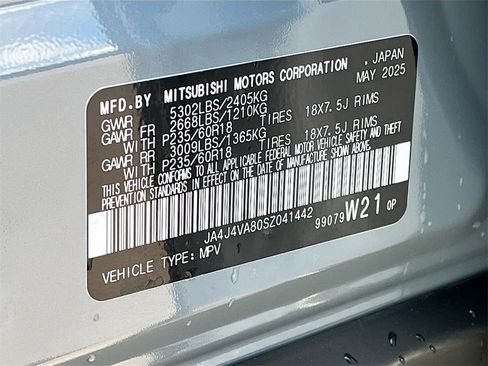 MFD.BY MITSUBISHI MOTORS CORPORATION , JAPAN
GVWR 5302LBS/2405KG MAY 2025
GAWR FR 2668LBS/1210KG
WITH P235/60R18 TIRES 18X7.5J RIMS
GAWR RR 3009LBS/1365KG
WITH P235/60R18 TIRES 18X7.5J RIMS
THIS VEHICLE CONFORMS TO ALL APPLICABLE FEDERAL MOTOR VEHICLE SAFETY, BUMPER, AND THEFT
PREVENTION STANDARDS IN EFFECT ON THE DATE OF MANUFACTURE SHOWN ABOVE.
JA4J4VA80SZ041442
VEHICLE TYPE: MPV 99079 W21 OP